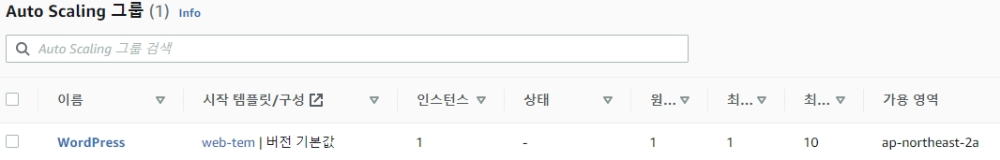 Auto Scaling 그룹 (1) Info
Auto Scaling 그룹 검색
이름 시작 템플릿/구성 인스턴스 상태 원... 최... 최... 가용 영역
WordPress web-tem | 버전 기본값 1 - 1 1 10 ap-northeast-2a